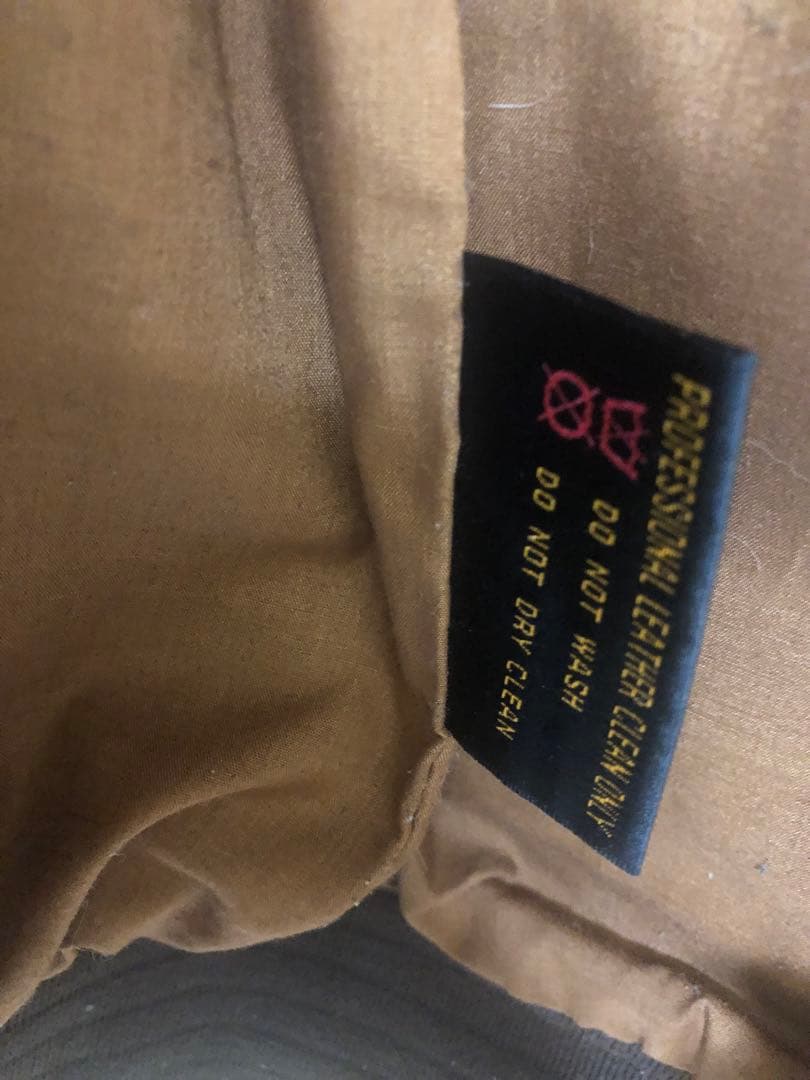 PROFESSIONAL LEATHER CLEAN ONLY
DO NOT WASH
DO NOT DRY CLEAN